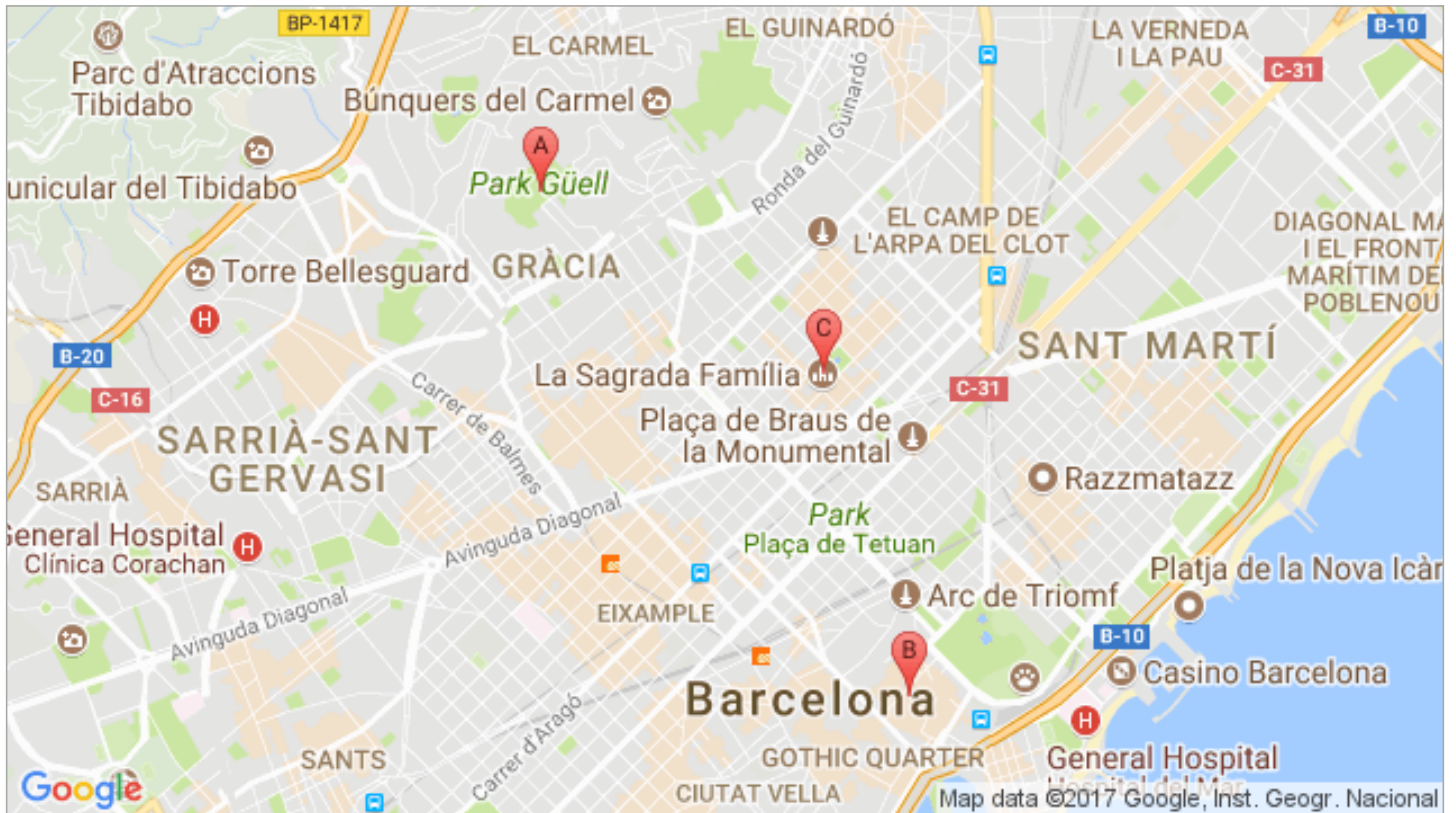 BP-1417
EL GUINARDÓ
LA VERNEDA
I LA PAU
B-10
EL CARMEL
C-31
Parc d'Atraccions
Tibidabo
Búnquers del Carmel
A
Ronda del Guinardó
unicular del Tibidabo
Park Güell
EL CAMP DE
L'ARPA DEL CLOT
DIAGONAL MA
I EL FRONT
MARÍTIM DE
POBLENOU
Torre Bellesguard
GRÀCIA
H
C
B-20
SANT MARTÍ
La Sagrada Família
C-31
C-16
Carrer de Balmes
Plaça de Braus de
la Monumental
SARRIÀ-SANT
GERVASI
SARRIÀ
Razzmatazz
Park
Plaça de Tetuan
Avinguda Diagonal
General Hospital
Clínica Corachan
H
Platja de la Nova Icàr
Arc de Triomf
EIXAMPLE
Avinguda Diagonal
B-10
B
Casino Barcelona
Barcelona
H
Carrer d'Aragó
SANTS
GOTHIC QUARTER
General Hospital
Hospital del Mar
CIUTAT VELLA
Google
Map data ©2017 Google, Inst. Geogr. Nacional